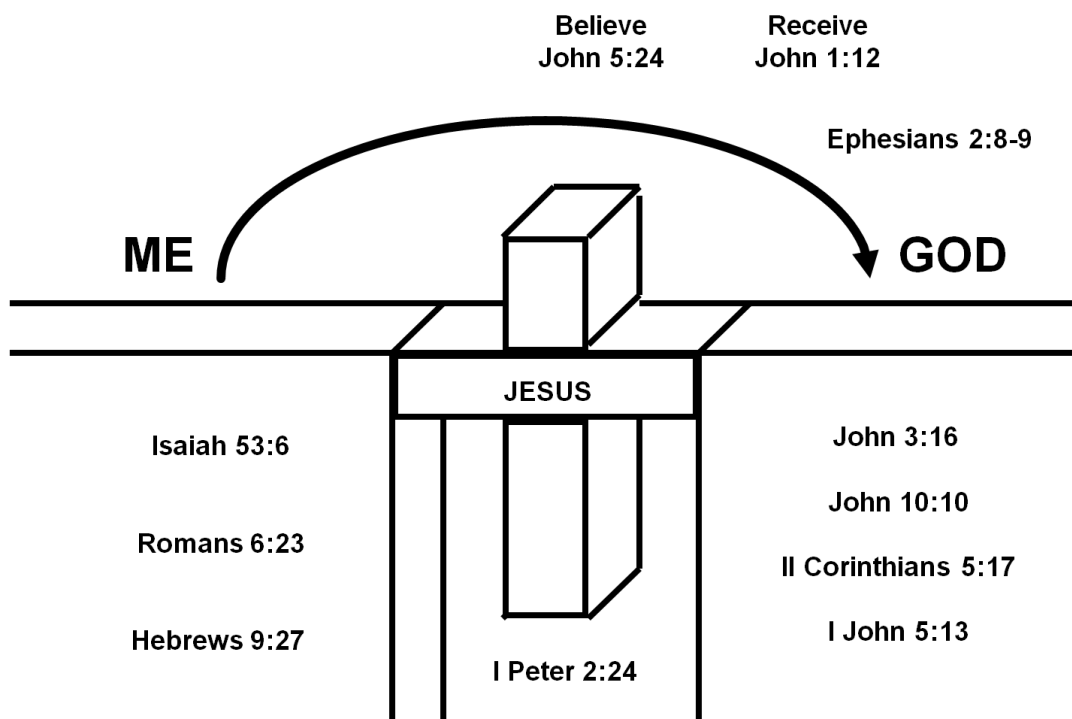 Believe
John 5:24
Receive
John 1:12
Ephesians 2:8-9
ME
GOD
JESUS
Isaiah 53:6
Romans 6:23
Hebrews 9:27
I Peter 2:24
John 3:16
John 10:10
II Corinthians 5:17
I John 5:13